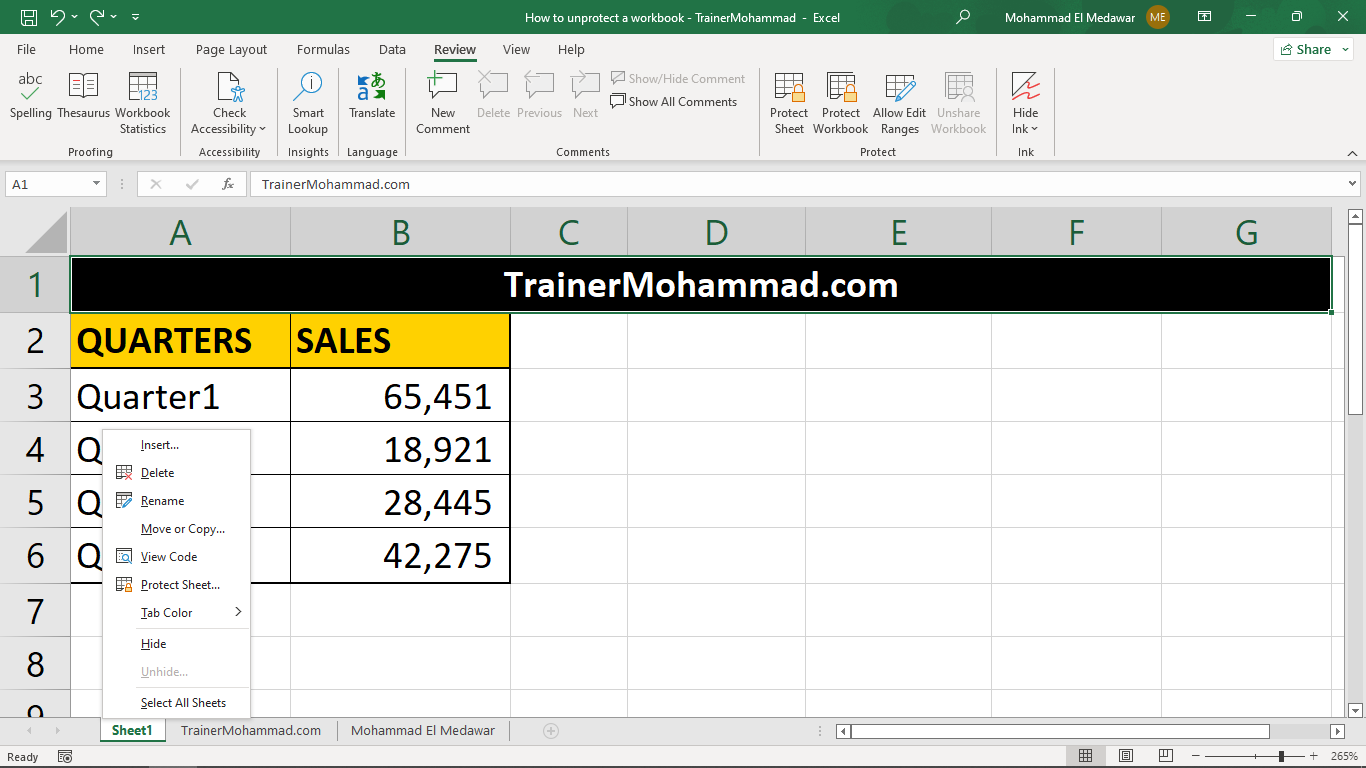 How to unprotect a workbook - TrainerMohammad - Excel
Mohammad El Medawar ME
File Home Insert Page Layout Formulas Data Review View Help Share
abc
Spelling Thesaurus Workbook Statistics
Check Accessibility
Smart Lookup
Translate
New Comment Delete Previous Next
Show/Hide Comment
Show All Comments
Protect Sheet Protect Workbook Allow Edit Ranges Unshare Workbook
Hide Ink
Proofing Accessibility Insights Language Comments Protect Ink
A1 fx TrainerMohammad.com
A B C D E F G
1 TrainerMohammad.com
2 QUARTERS SALES
3 Quarter1 65,451
4 Q 18,921
5 Q 28,445
6 Q 42,275
7
8
9
Insert...
Delete
Rename
Move or Copy...
View Code
Protect Sheet...
Tab Color
Hide
Unhide...
Select All Sheets
Sheet1 TrainerMohammad.com Mohammad El Medawar
Ready 265%